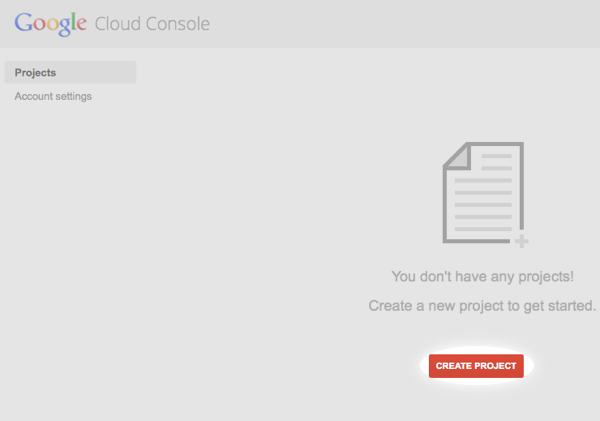 Google Cloud Console
Projects
Account settings
You don't have any projects!
Create a new project to get started.
CREATE PROJECT